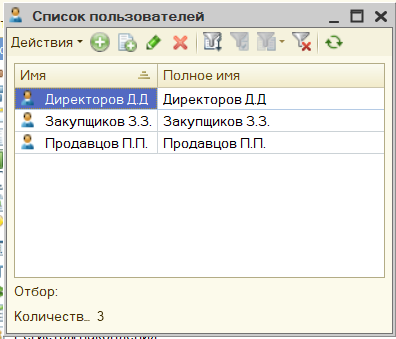 Список пользователей
Действия
Имя Полное имя
Директоров Д.Д Директоров Д.Д
Закупщиков З.З. Закупщиков З.З.
Продавцов П.П. Продавцов П.П.
Отбор:
Количеств... 3